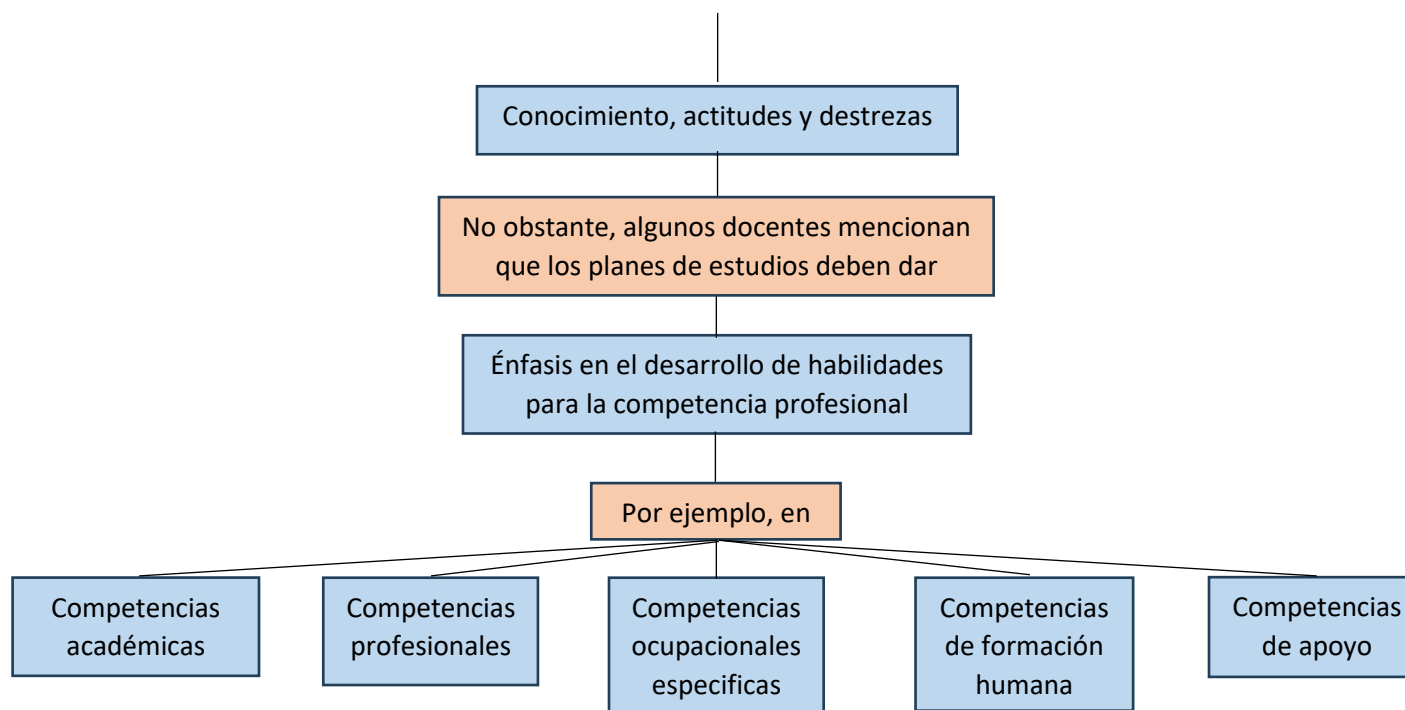 Conocimiento, actitudes y destrezas
No obstante, algunos docentes mencionan
que los planes de estudios deben dar
Énfasis en el desarrollo de habilidades
para la competencia profesional
Por ejemplo, en
Competencias
académicas
Competencias
profesionales
Competencias
ocupacionales
especificas
Competencias
de formación
humana
Competencias
de apoyo